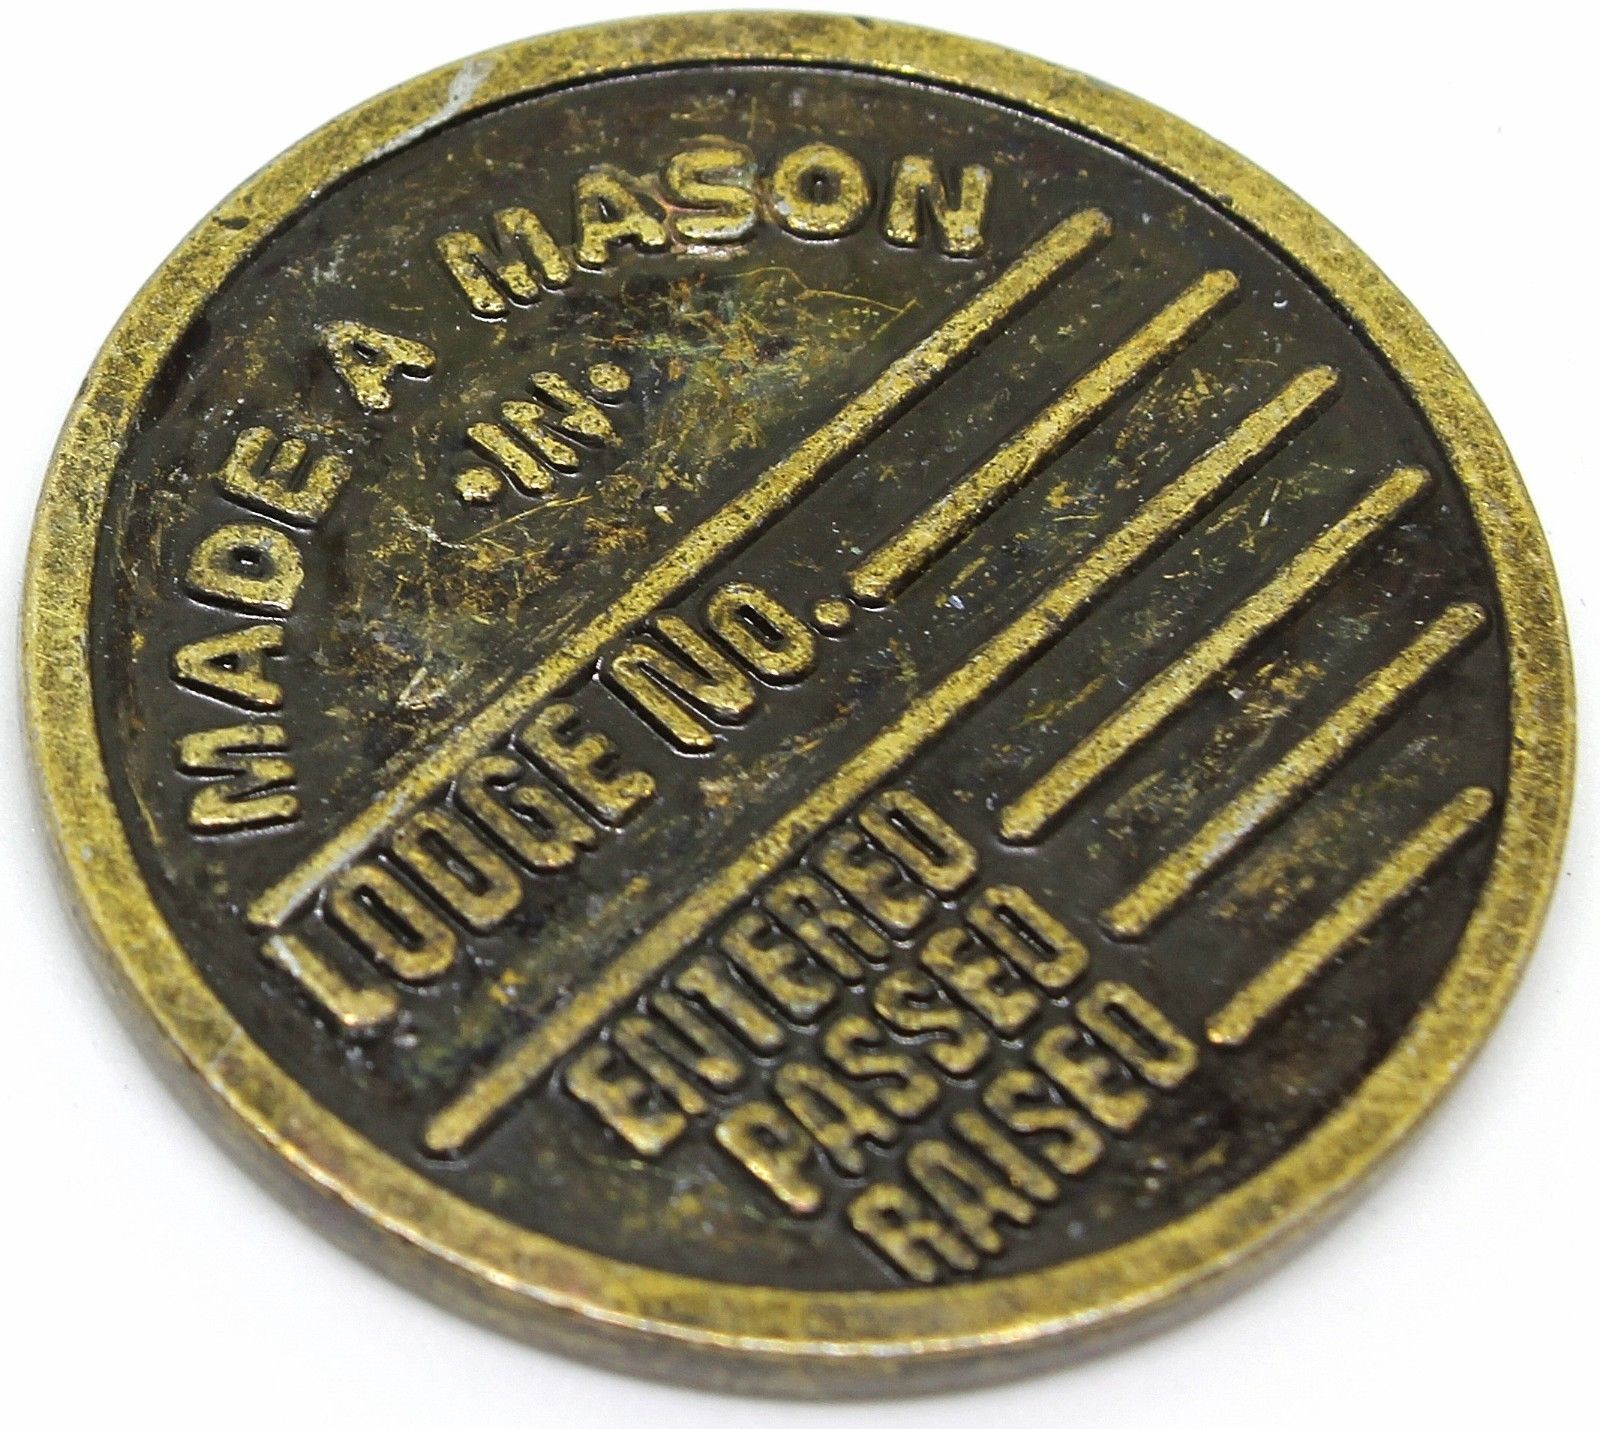 MADE A MASON
·IN·
LODGE No..
ENTERED
PASSED
RAISED